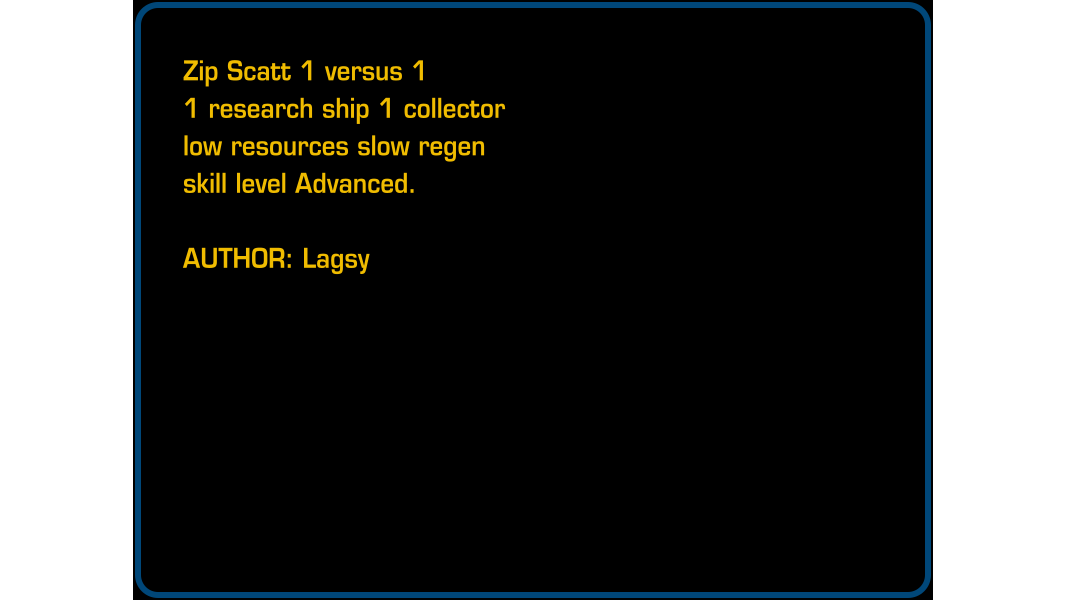 Zip Scatt 1 versus 1
1 research ship 1 collector
low resources slow regen
skill level Advanced.
AUTHOR: Lagsy